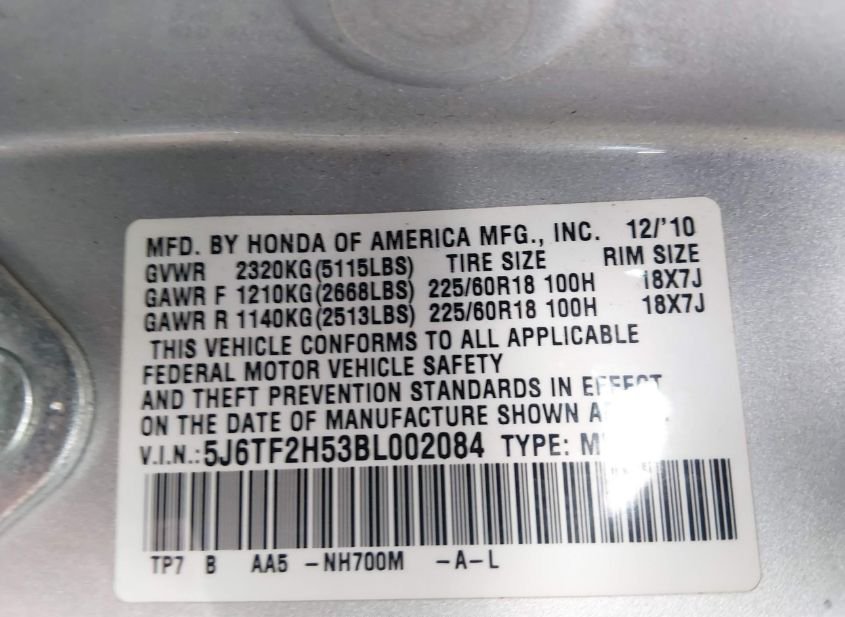 MFD. BY HONDA OF AMERICA MFG., INC. 12/'10
GVWR 2320KG(5115LBS) TIRE SIZE RIM SIZE
GAWR F 1210KG(2668LBS) 225/60R18 100H 18X7J
GAWR R 1140KG(2513LBS) 225/60R18 100H 18X7J
THIS VEHICLE CONFORMS TO ALL APPLICABLE
FEDERAL MOTOR VEHICLE SAFETY
AND THEFT PREVENTION STANDARDS IN EFFECT
ON THE DATE OF MANUFACTURE SHOWN
V.I.N.:5J6TF2H53BL002084 TYPE:
TP7 B AA5 -NH700M -A-L